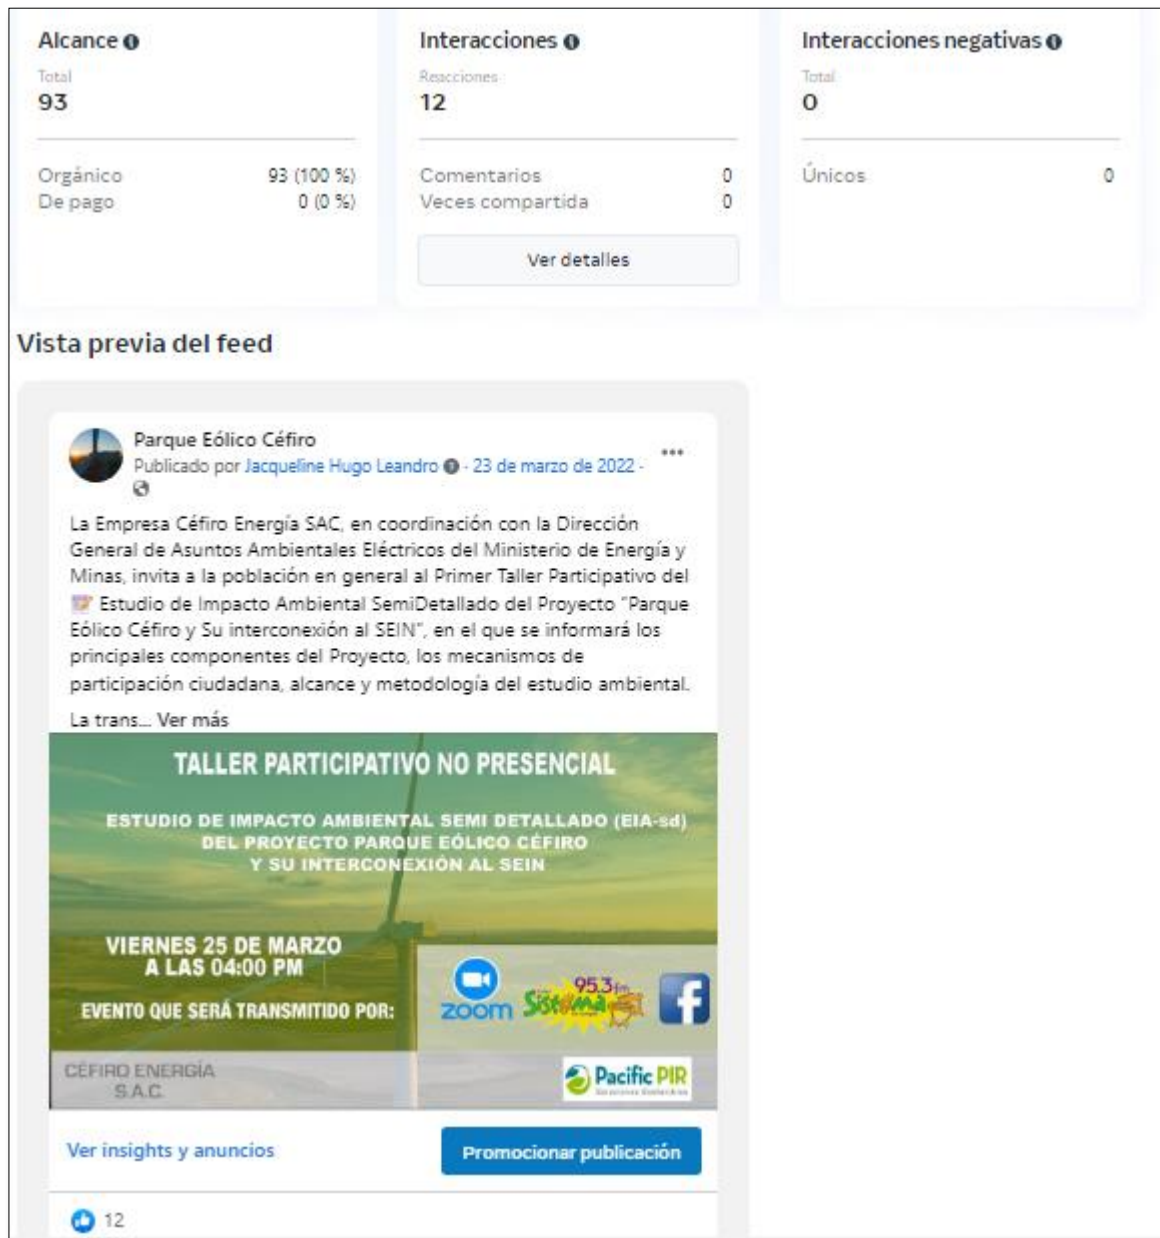 Alcance
Total
93
Orgánico 93 (100 %)
De pago 0 (0 %)
Interacciones
Reacciones
12
Comentarios 0
Veces compartida 0
Ver detalles
Interacciones negativas
Total
0
Únicos 0
Vista previa del feed
Parque Eólico Céfiro
Publicado por Jacqueline Hugo Leandro · 23 de marzo de 2022 ·
La Empresa Céfiro Energía SAC, en coordinación con la Dirección
General de Asuntos Ambientales Eléctricos del Ministerio de Energía y
Minas, invita a la población en general al Primer Taller Participativo del
📝 Estudio de Impacto Ambiental SemiDetallado del Proyecto "Parque
Eólico Céfiro y Su interconexión al SEIN", en el que se informará los
principales componentes del Proyecto, los mecanismos de
participación ciudadana, alcance y metodología del estudio ambiental.
La trans... Ver más
TALLER PARTICIPATIVO NO PRESENCIAL
ESTUDIO DE IMPACTO AMBIENTAL SEMI DETALLADO (EIA-sd)
DEL PROYECTO PARQUE EÓLICO CÉFIRO
Y SU INTERCONEXIÓN AL SEIN
VIERNES 25 DE MARZO
A LAS 04:00 PM
EVENTO QUE SERÁ TRANSMITIDO POR:
zoom
95.3 fm
Sistema
f
CÉFIRO ENERGÍA
S.A.C.
Pacific PIR
Ver insights y anuncios
Promocionar publicación
12